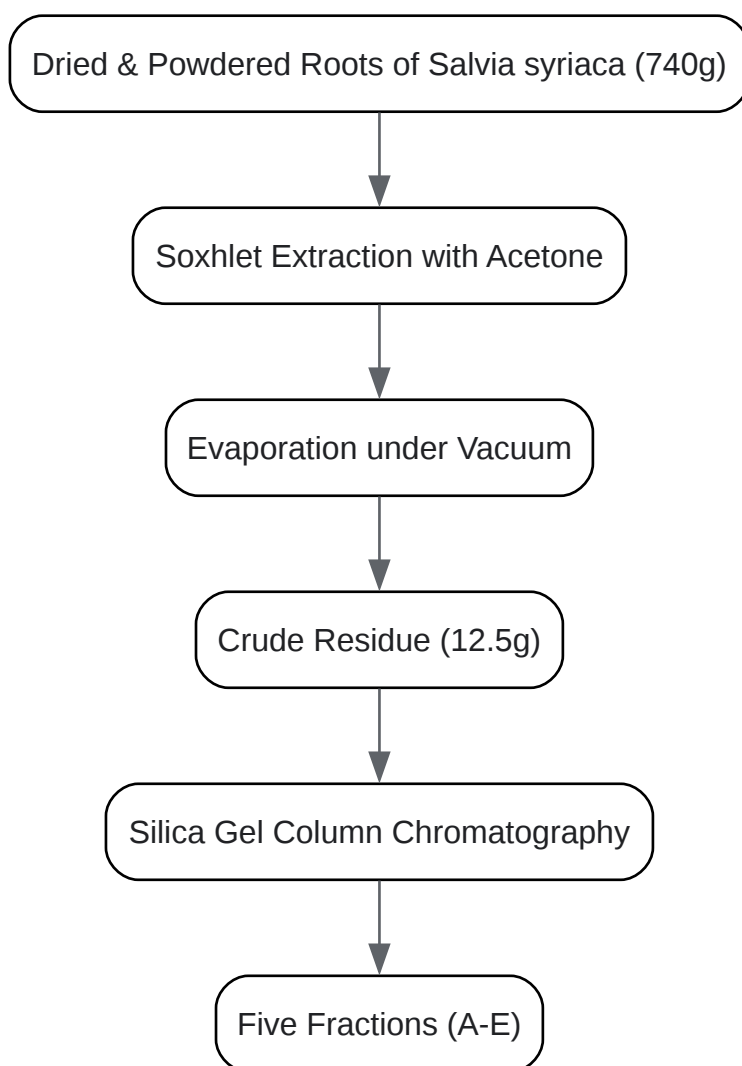 Dried & Powdered Roots of Salvia syriaca (740g)
Soxhlet Extraction with Acetone
Evaporation under Vacuum
Crude Residue (12.5g)
Silica Gel Column Chromatography
Five Fractions (A-E)